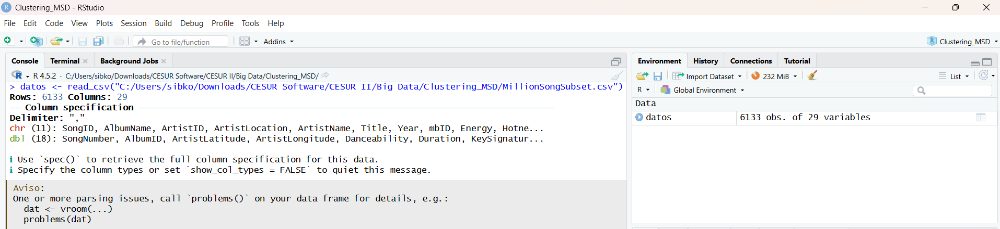 Clustering_MSD - RStudio
File Edit Code View Plots Session Build Debug Profile Tools Help
Go to file/function Addins Clustering_MSD
Console Terminal Background Jobs
R 4.5.2 · C:/Users/sibko/Downloads/CESUR Software/CESUR II/Big Data/Clustering_MSD/
> datos <- read_csv("C:/Users/sibko/Downloads/CESUR Software/CESUR II/Big Data/Clustering_MSD/MillionSongSubset.csv")
Rows: 6133 Columns: 29
── Column specification ──────────
Delimiter: ","
chr (11): SongID, AlbumName, ArtistID, ArtistLocation, ArtistName, Title, Year, mbID, Energy, Hotne...
dbl (18): SongNumber, AlbumID, ArtistLatitude, ArtistLongitude, Danceability, Duration, KeySignatur...
ℹ Use `spec()` to retrieve the full column specification for this data.
ℹ Specify the column types or set `show_col_types = FALSE` to quiet this message.
Aviso:
One or more parsing issues, call `problems()` on your data frame for details, e.g.:
dat <- vroom(...)
problems(dat)
Environment History Connections Tutorial
Import Dataset 232 MiB List
R Global Environment
Data
datos 6133 obs. of 29 variables